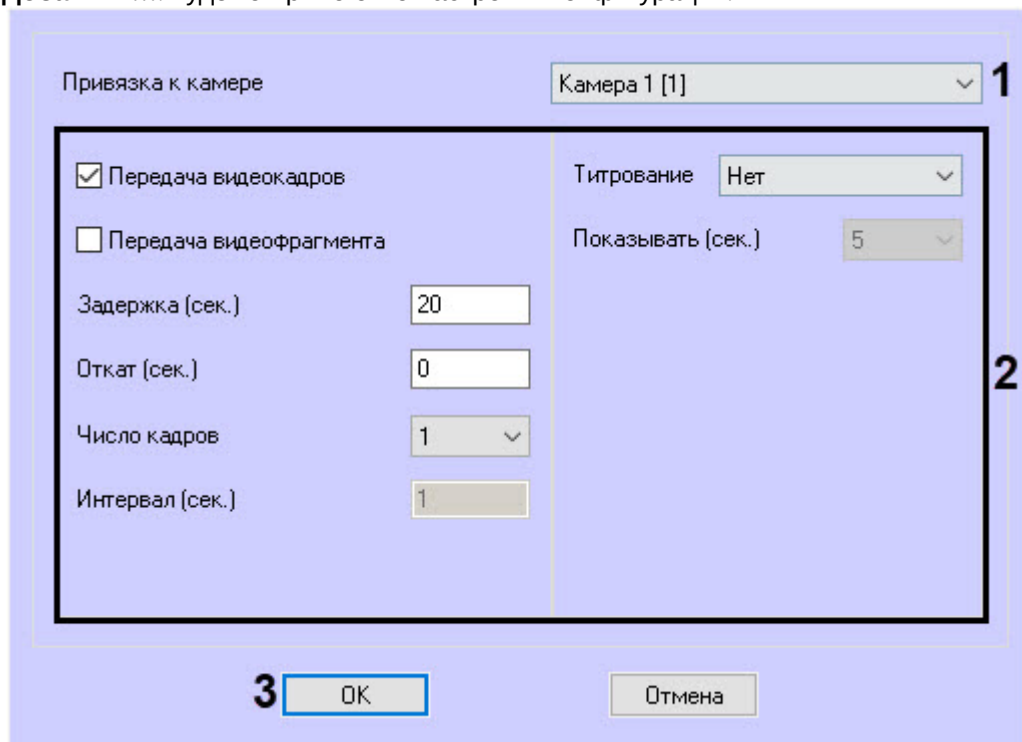 Привязка к камере Камера 1 [1] 1
Передача видеокадров Титрование Нет
Передача видеофрагмента Показывать (сек.) 5
Задержка (сек.) 20
Откат (сек.) 0 2
Число кадров 1
Интервал (сек.) 1
3 OK Отмена